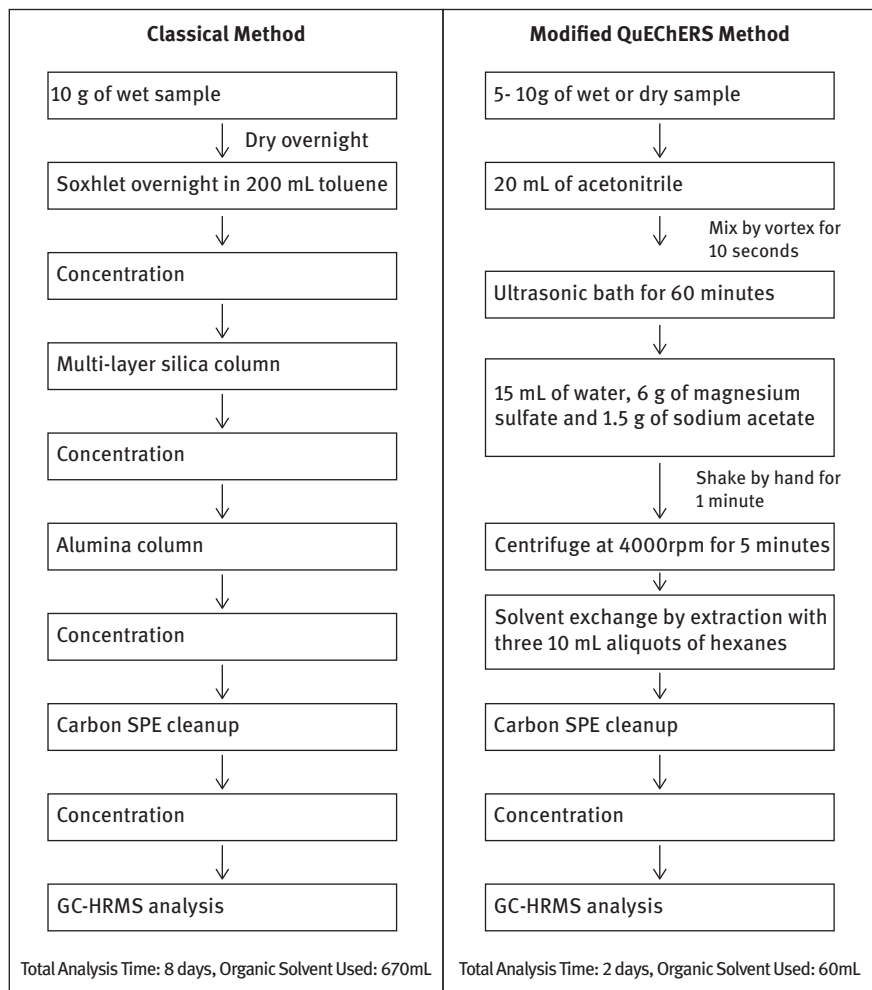 Classical Method
10 g of wet sample
Dry overnight
Soxhlet overnight in 200 mL toluene
Concentration
Multi-layer silica column
Concentration
Alumina column
Concentration
Carbon SPE cleanup
Concentration
GC-HRMS analysis
Total Analysis Time: 8 days, Organic Solvent Used: 670mL
Modified QuEChERS Method
5- 10g of wet or dry sample
20 mL of acetonitrile
Mix by vortex for
10 seconds
Ultrasonic bath for 60 minutes
15 mL of water, 6 g of magnesium
sulfate and 1.5 g of sodium acetate
Shake by hand for
1 minute
Centrifuge at 4000rpm for 5 minutes
Solvent exchange by extraction with
three 10 mL aliquots of hexanes
Carbon SPE cleanup
Concentration
GC-HRMS analysis
Total Analysis Time: 2 days, Organic Solvent Used: 60mL